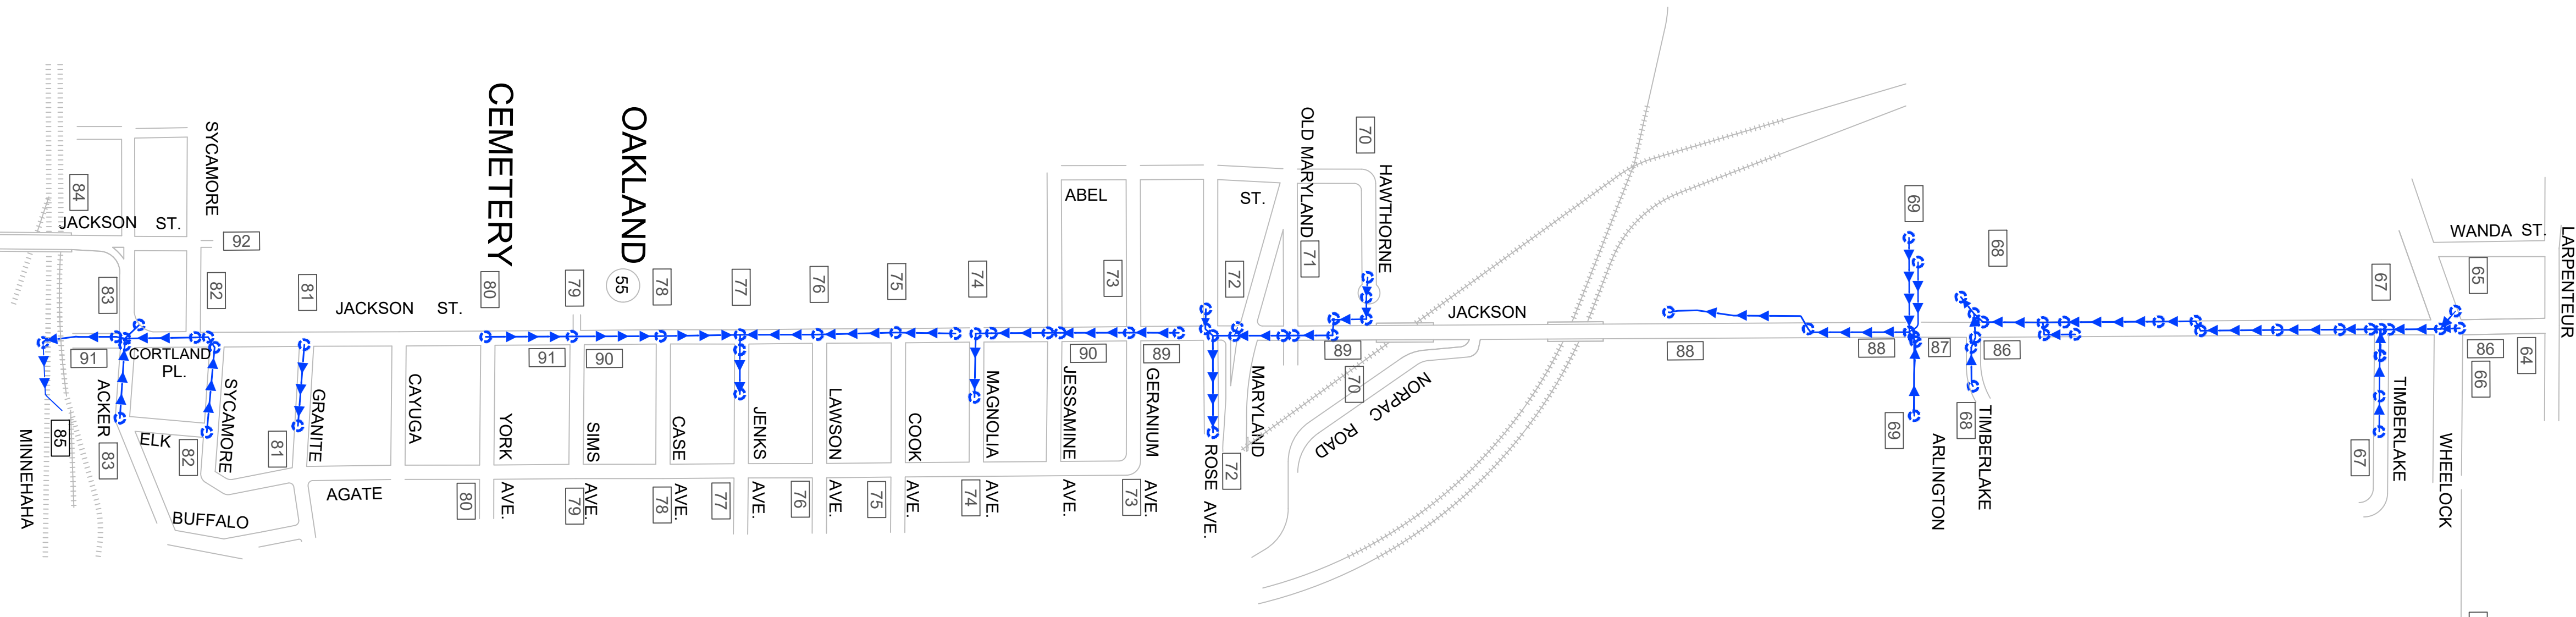 SYCAMORE
84
JACKSON ST.
92
83
82
81
JACKSON ST.
CEMETERY
OAKLAND
55
80
79
78
77
76
75
74
73
72
ABEL ST.
OLD MARYLAND
71
70
HAWTHORNE
JACKSON
69
68
67
65
WANDA ST.
LARPENTEUR
91
CORTLAND
PL.
91
90
90
89
89
88
88
87
86
86
64
66
MINNEHAHA
85
ACKER
83
ELK
82
SYCAMORE
81
GRANITE
CAYUGA
AGATE
BUFFALO
YORK AVE.
80
SIMS AVE.
79
CASE AVE.
78
JENKS AVE.
77
LAWSON AVE.
76
COOK AVE.
75
MAGNOLIA AVE.
74
JESSAMINE AVE.
GERANIUM AVE.
73
ROSE AVE.
72
MARYLAND
70
NORPAC ROAD
69
ARLINGTON
68
TIMBERLAKE
67
TIMBERLAKE
WHEELOCK